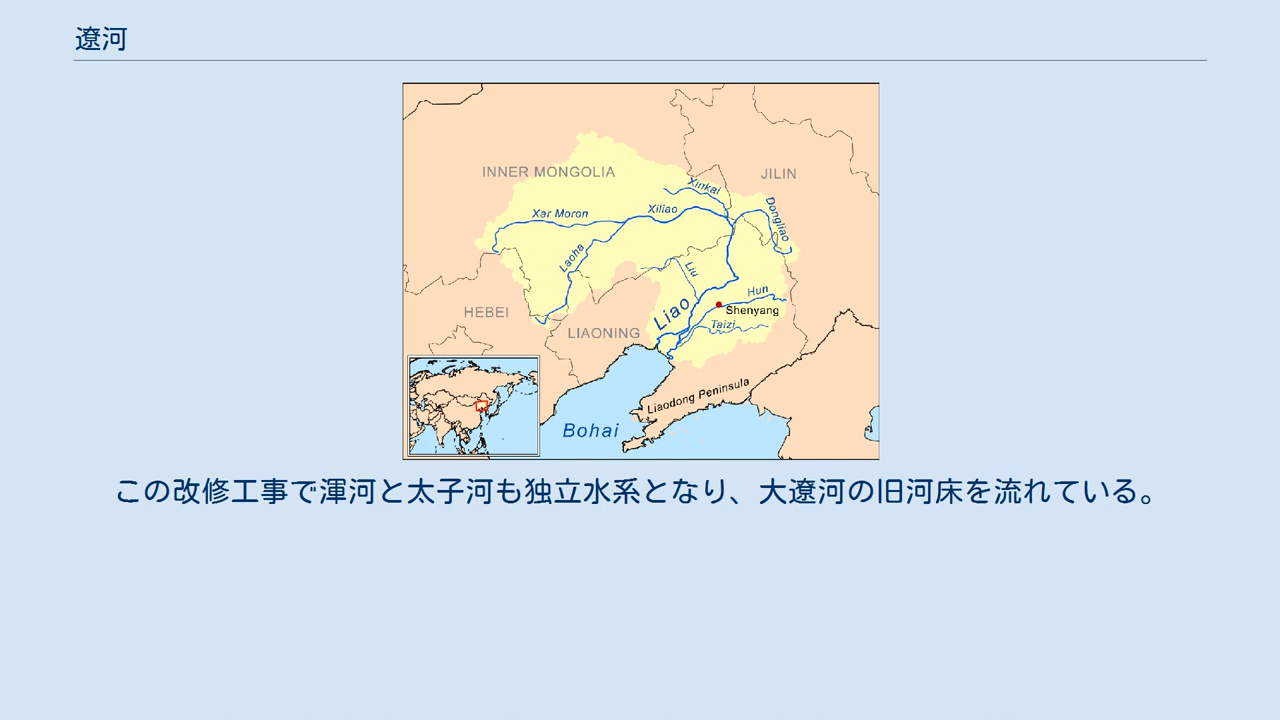 遼河
INNER MONGOLIA
JILIN
Xinkai
Dongliao
Xar Moron
Xiliao
Laoha
Liu
Hun
Liao
Shenyang
HEBEI
Taizi
LIAONING
Liaodong Peninsula
Bohai
この改修工事で渾河と太子河も独立水系となり、大遼河の旧河床を流れている。